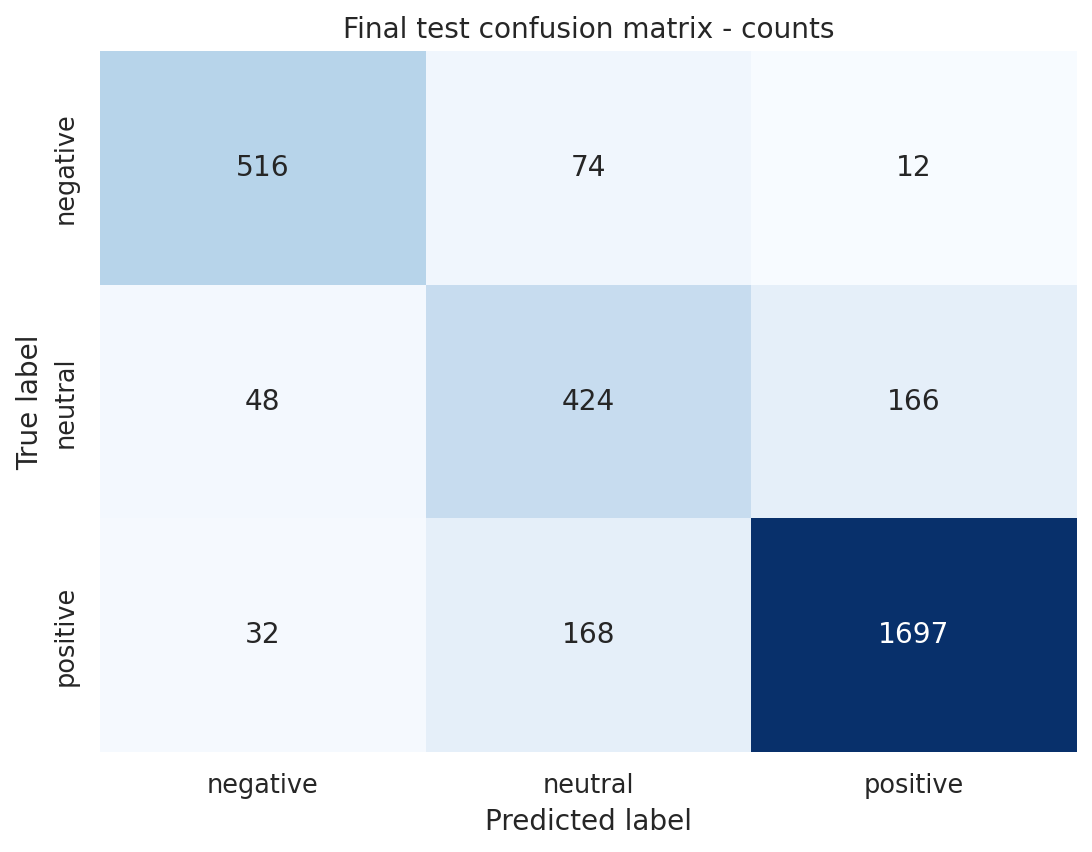 Final test confusion matrix - counts
True label
negative
516
74
12
neutral
48
424
166
positive
32
168
1697
negative
neutral
positive
Predicted label